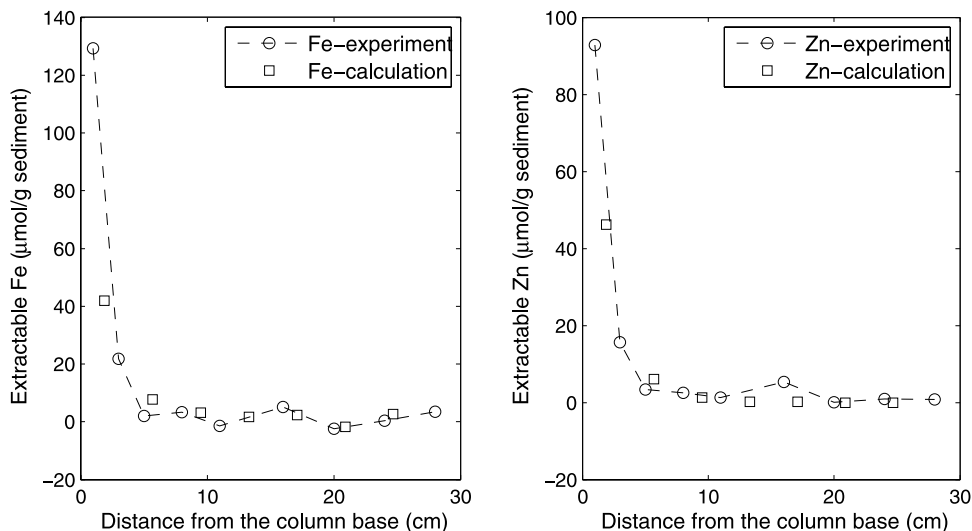 140
120
100
80
60
40
20
0
−20
Extractable Fe (μmol/g sediment)
Fe−experiment
Fe−calculation
0 10 20 30
Distance from the column base (cm)
100
80
60
40
20
0
−20
Extractable Zn (μmol/g sediment)
Zn−experiment
Zn−calculation
0 10 20 30
Distance from the column base (cm)